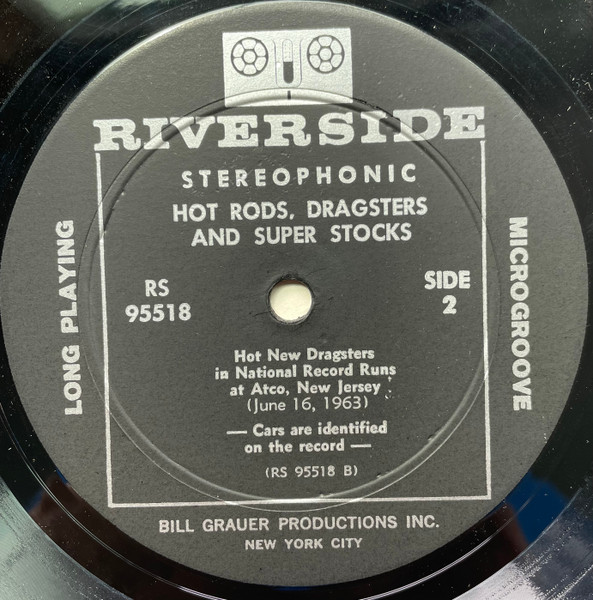 RIVERSIDE
STEREOPHONIC
HOT RODS, DRAGSTERS
AND SUPER STOCKS
LONG PLAYING
RS
95518
SIDE
2
MICROGROOVE
Hot New Dragsters
in National Record Runs
at Atco, New Jersey
(June 16, 1963)
— Cars are identified
on the record —
(RS 95518 B)
BILL GRAUER PRODUCTIONS INC.
NEW YORK CITY